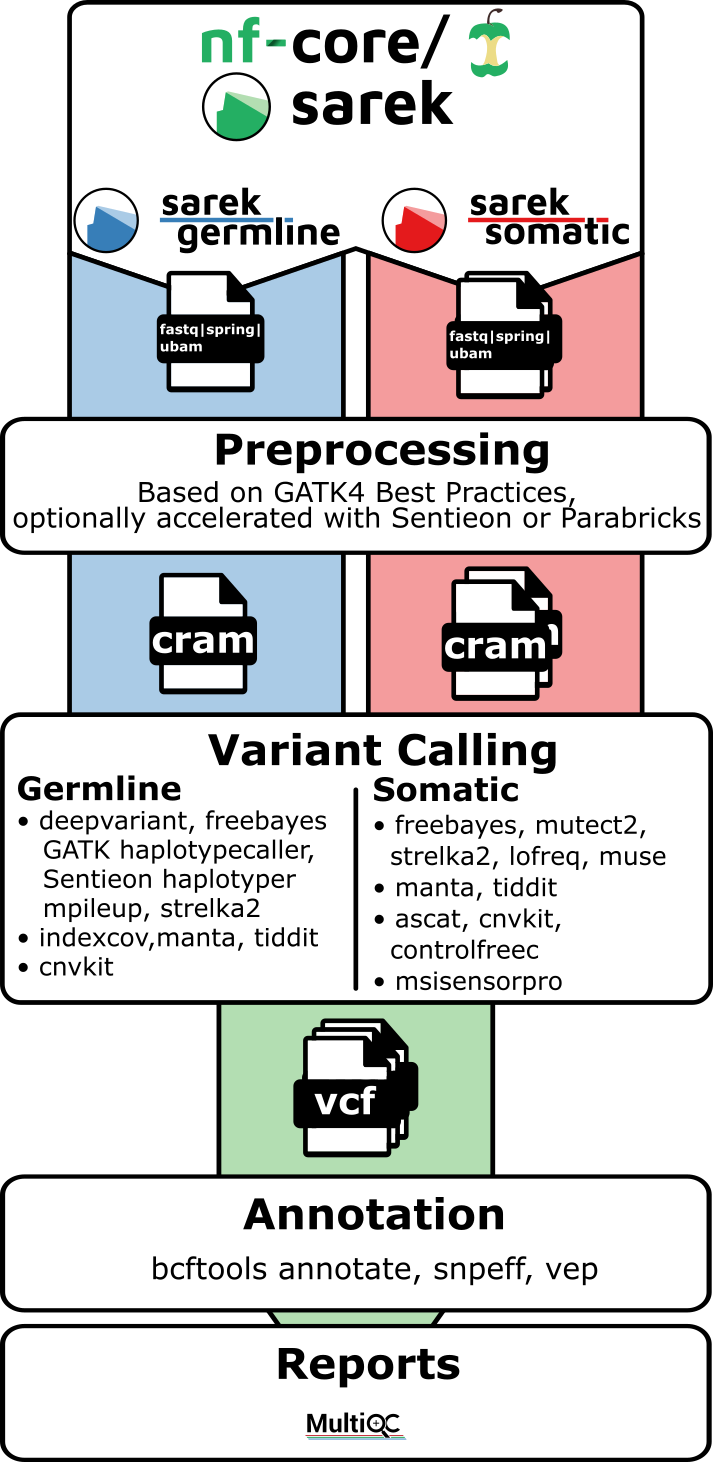 nf-core/
sarek
sarek
germline
sarek
somatic
fastq|spring|
ubam
fastq|spring|
ubam
Preprocessing
Based on GATK4 Best Practices,
optionally accelerated with Sentieon or Parabricks
cram
cram
Variant Calling
Germline
• deepvariant, freebayes
GATK haplotypecaller,
Sentieon haplotyper
mpileup, strelka2
• indexcov,manta, tiddit
• cnvkit
Somatic
• freebayes, mutect2,
strelka2, lofreq, muse
• manta, tiddit
• ascat, cnvkit,
controlfreec
• msisensorpro
vcf
Annotation
bcftools annotate, snpeff, vep
Reports
MultiQC